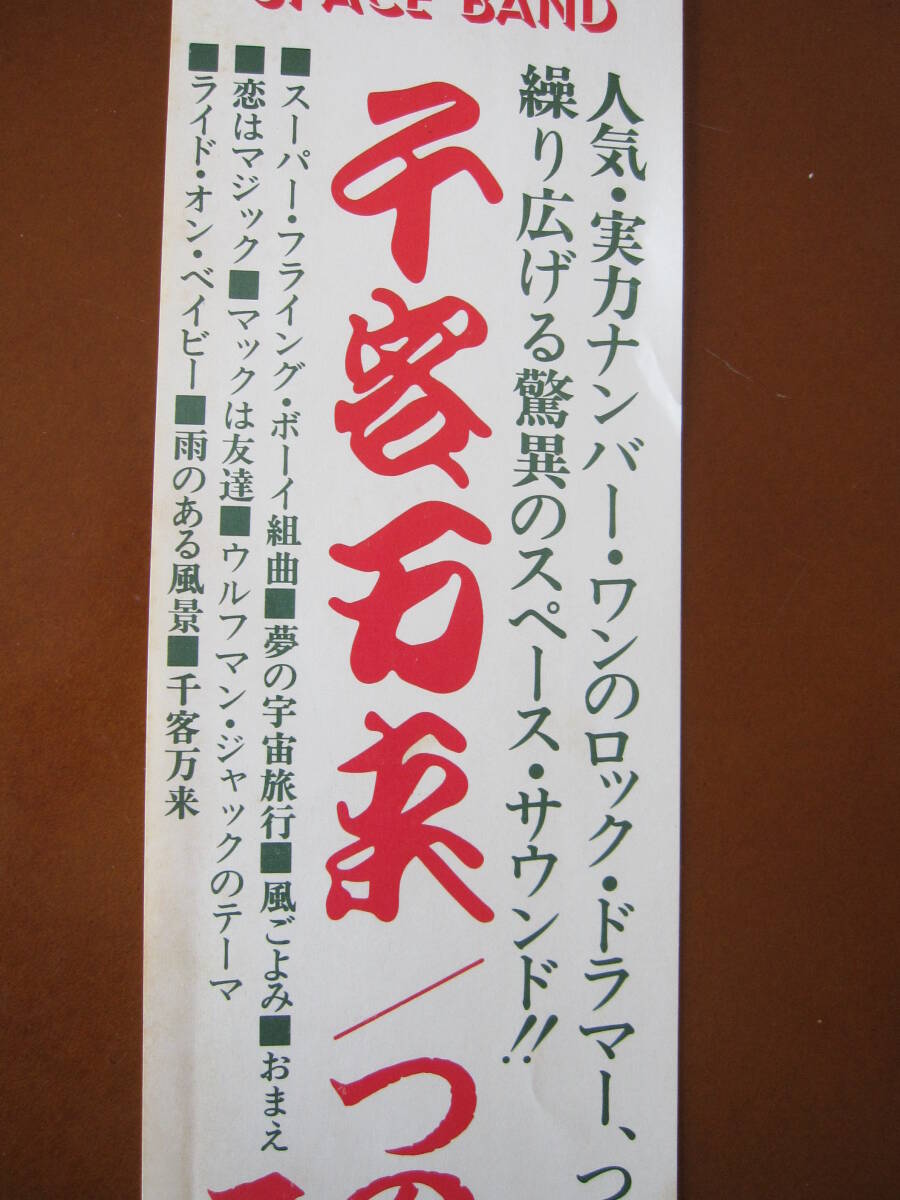 SPACE BAND
人気・実力ナンバー・ワンのロック・ドラマー、つ
繰り広げる驚異のスペース・サウンド!!
千客万来／つの
■スーパー・フライング・ボーイ組曲■夢の宇宙旅行■風ごよみ■おまえ
■恋はマジック■マックは友達■ウルフマン・ジャックのテーマ
■ライド・オン・ベイビー■雨のある風景■千客万来